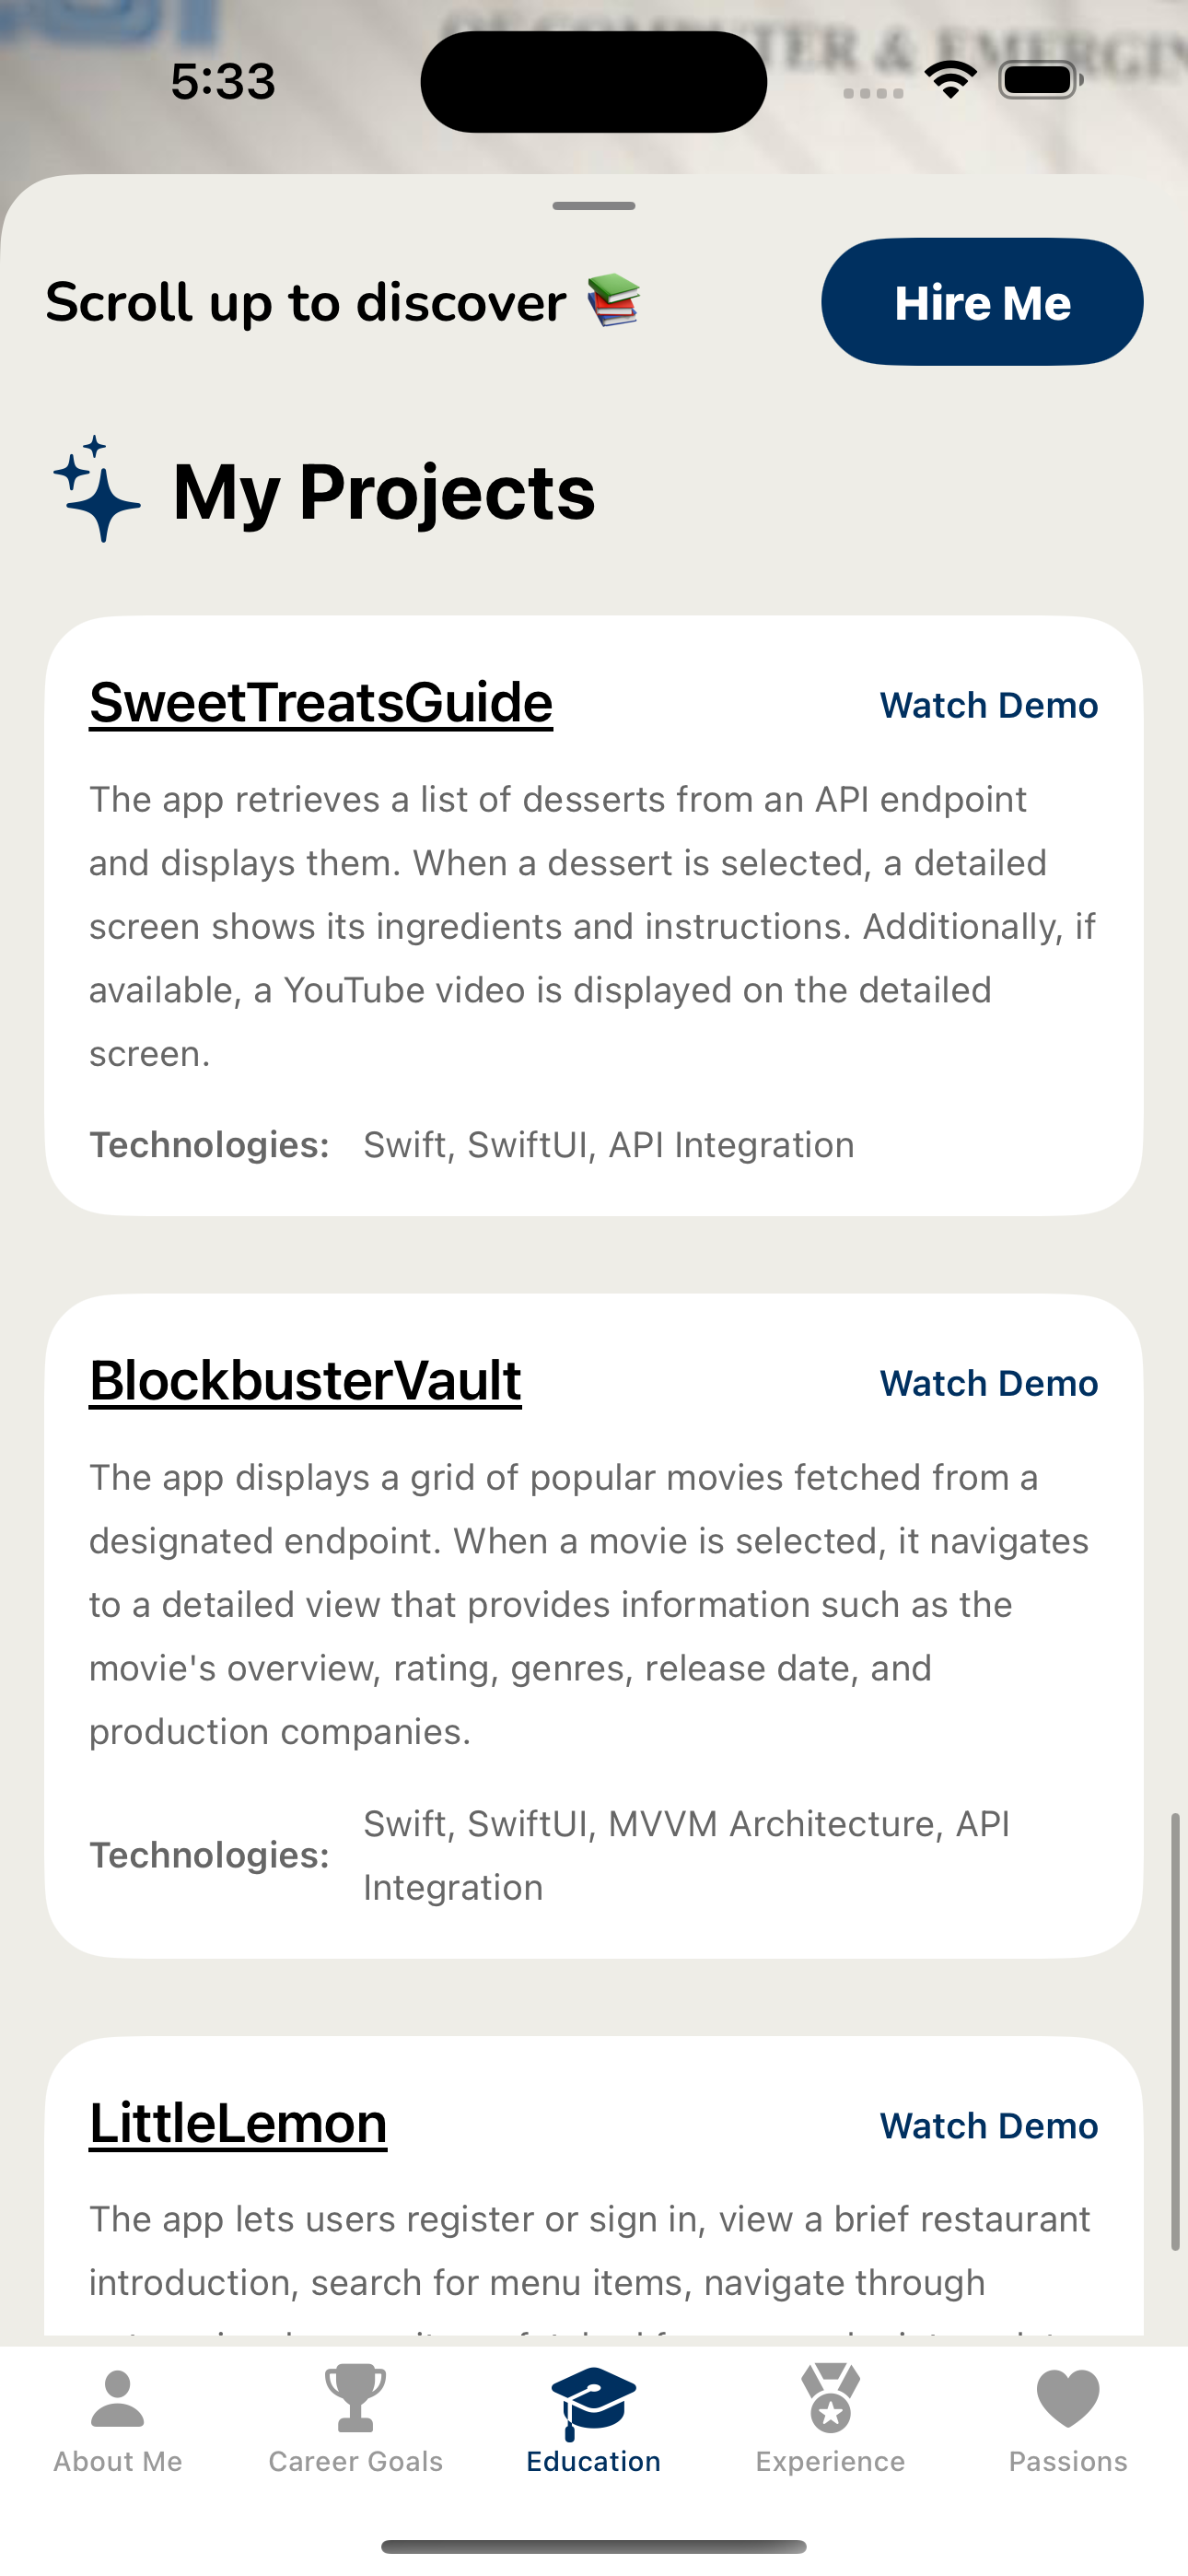 OF COMPUTER & EMERGIN
5:33
Scroll up to discover 📚
Hire Me
My Projects
SweetTreatsGuide
Watch Demo
The app retrieves a list of desserts from an API endpoint
and displays them. When a dessert is selected, a detailed
screen shows its ingredients and instructions. Additionally, if
available, a YouTube video is displayed on the detailed
screen.
Technologies: Swift, SwiftUI, API Integration
BlockbusterVault
Watch Demo
The app displays a grid of popular movies fetched from a
designated endpoint. When a movie is selected, it navigates
to a detailed view that provides information such as the
movie's overview, rating, genres, release date, and
production companies.
Technologies: Swift, SwiftUI, MVVM Architecture, API
Integration
LittleLemon
Watch Demo
The app lets users register or sign in, view a brief restaurant
introduction, search for menu items, navigate through
About Me
Career Goals
Education
Experience
Passions